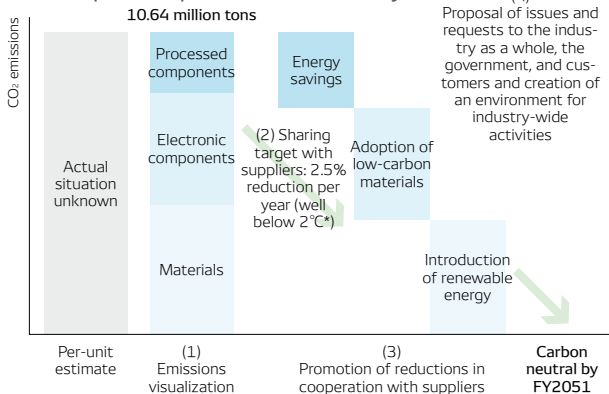 10.64 million tons
CO₂ emissions
Actual
situation
unknown
Processed
components
Electronic
components
Materials
(2) Sharing
target with
suppliers: 2.5%
reduction per
year (well
below 2°C*)
Energy
savings
Adoption of
low-carbon
materials
Introduction
of renewable
energy
Proposal of issues and
requests to the indus-
try as a whole, the
government, and cus-
tomers and creation of
an environment for
industry-wide
activities
Per-unit
estimate
(1)
Emissions
visualization
(3)
Promotion of reductions in
cooperation with suppliers
Carbon
neutral by
FY2051